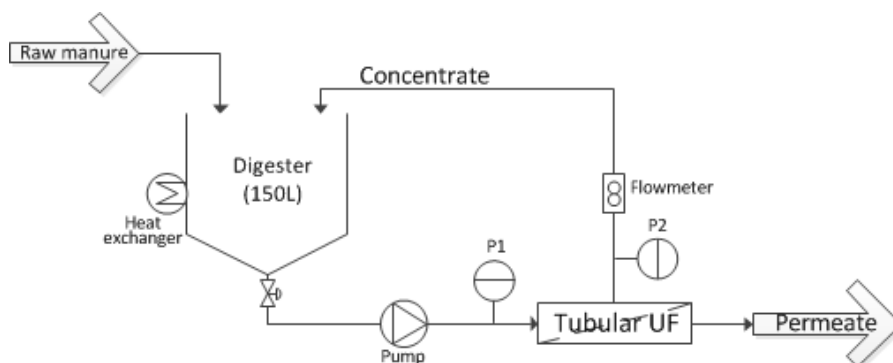 Raw manure
Concentrate
Digester
(150L)
Flowmeter
Heat
exchanger
P1
P2
Tubular UF
Permeate
Pump